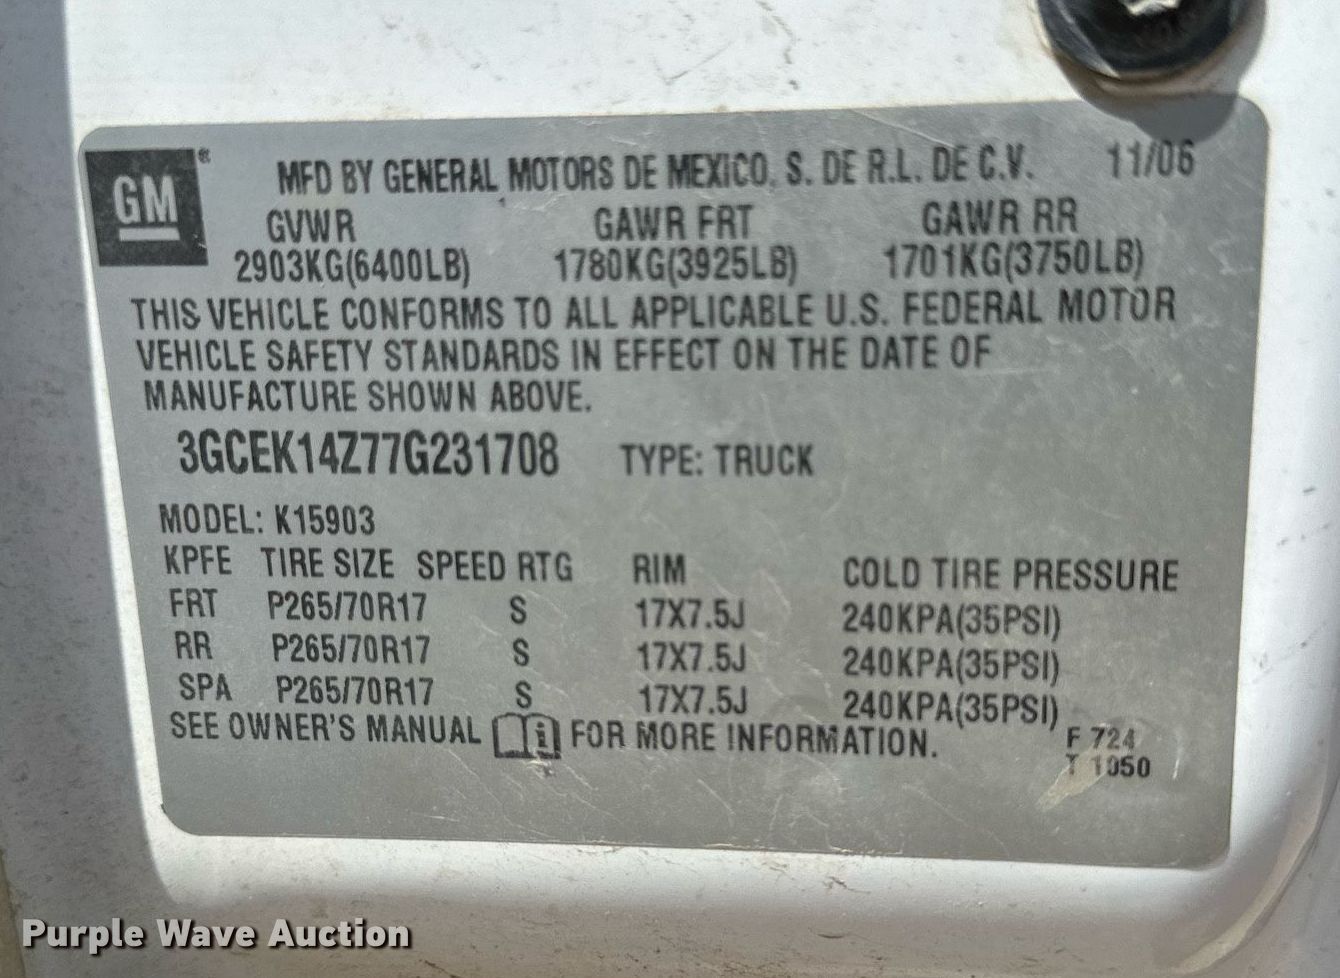 GM ®
MFD BY GENERAL MOTORS DE MEXICO, S. DE R.L. DE C.V. 11/06
GVWR GAWR FRT GAWR RR
2903KG(6400LB) 1780KG(3925LB) 1701KG(3750LB)
THIS VEHICLE CONFORMS TO ALL APPLICABLE U.S. FEDERAL MOTOR
VEHICLE SAFETY STANDARDS IN EFFECT ON THE DATE OF
MANUFACTURE SHOWN ABOVE.
3GCEK14Z77G231708 TYPE: TRUCK
MODEL: K15903
KPFE TIRE SIZE SPEED RTG RIM COLD TIRE PRESSURE
FRT P265/70R17 S 17X7.5J 240KPA(35PSI)
RR P265/70R17 S 17X7.5J 240KPA(35PSI)
SPA P265/70R17 S 17X7.5J 240KPA(35PSI)
SEE OWNER'S MANUAL i FOR MORE INFORMATION.
F 724
T 1050
Purple Wave Auction